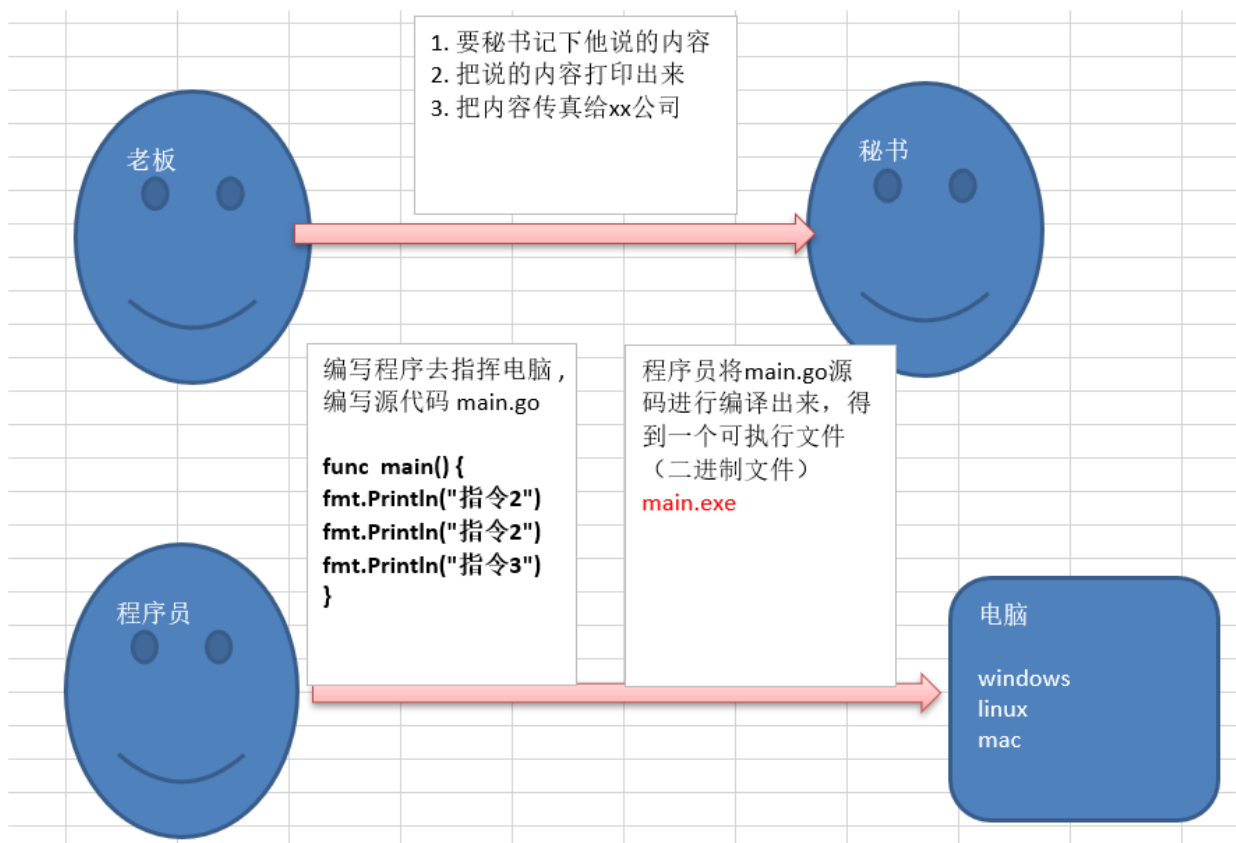 1. 要秘书记下他说的内容
2. 把说的内容打印出来
3. 把内容传真给xx公司
老板
秘书
编写程序去指挥电脑，
编写源代码 main.go
func main() {
fmt.Println("指令2")
fmt.Println("指令2")
fmt.Println("指令3")
}
程序员将main.go源
码进行编译出来，得
到一个可执行文件
（二进制文件）
main.exe
程序员
电脑
windows
linux
mac